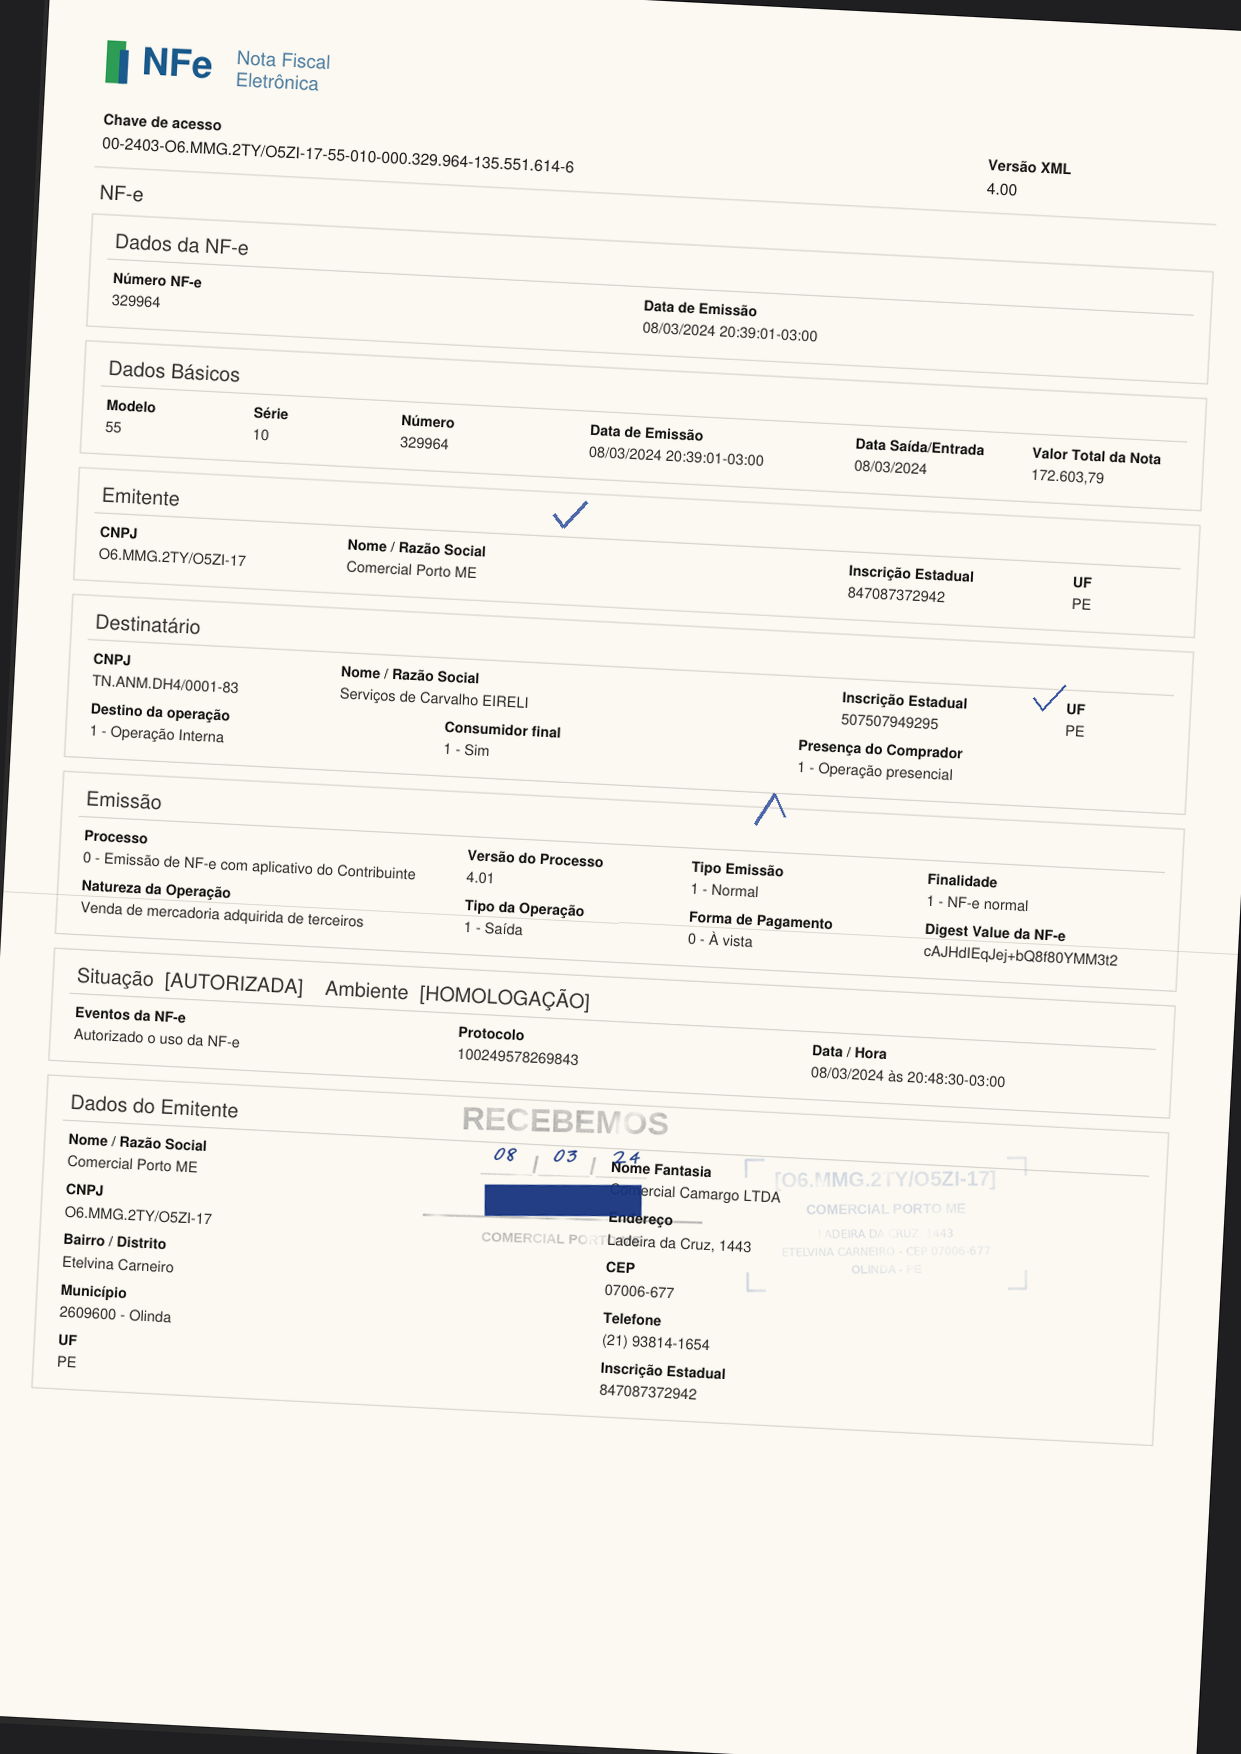 NFe Nota Fiscal
Eletrônica
Chave de acesso
00-2403-O6.MMG.2TY/O5ZI-17-55-010-000.329.964-135.551.614-6
Versão XML
4.00
NF-e
Dados da NF-e
Número NF-e Data de Emissão
329964 08/03/2024 20:39:01-03:00
Dados Básicos
Modelo Série Número Data de Emissão Data Saída/Entrada Valor Total da Nota
55 10 329964 08/03/2024 20:39:01-03:00 08/03/2024 172.603,79
Emitente
CNPJ Nome / Razão Social Inscrição Estadual UF
O6.MMG.2TY/O5ZI-17 Comercial Porto ME 847087372942 PE
Destinatário
CNPJ Nome / Razão Social Inscrição Estadual UF
TN.ANM.DH4/0001-83 Serviços de Carvalho EIRELI 507507949295 PE
Destino da operação Consumidor final Presença do Comprador
1 - Operação Interna 1 - Sim 1 - Operação presencial
Emissão
Processo Versão do Processo Tipo Emissão Finalidade
0 - Emissão de NF-e com aplicativo do Contribuinte 4.01 1 - Normal 1 - NF-e normal
Natureza da Operação Tipo da Operação Forma de Pagamento Digest Value da NF-e
Venda de mercadoria adquirida de terceiros 1 - Saída 0 - À vista cAJHdIEqJej+bQ8f80YMM3t2
Situação [AUTORIZADA] Ambiente [HOMOLOGAÇÃO]
Eventos da NF-e Protocolo Data / Hora
Autorizado o uso da NF-e 100249578269843 08/03/2024 às 20:48:30-03:00
Dados do Emitente
Nome / Razão Social
Comercial Porto ME
CNPJ
O6.MMG.2TY/O5ZI-17
Bairro / Distrito
Etelvina Carneiro
Município
2609600 - Olinda
UF
PE
Nome Fantasia
Comercial Camargo LTDA
Endereço
Ladeira da Cruz, 1443
CEP
07006-677
Telefone
(21) 93814-1654
Inscrição Estadual
847087372942
RECEBEMOS
08 / 03 / 24
COMERCIAL PORTO
[O6.MMG.2TY/O5ZI-17]
COMERCIAL PORTO ME
LADEIRA DA CRUZ, 1443
ETELVINA CARNEIRO - CEP 07006-677
OLINDA - PE